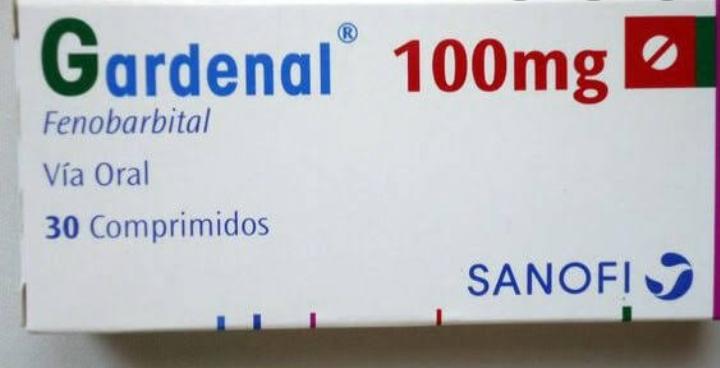 Gardenal® 100mg
Fenobarbital
Vía Oral
30 Comprimidos
SANOFI